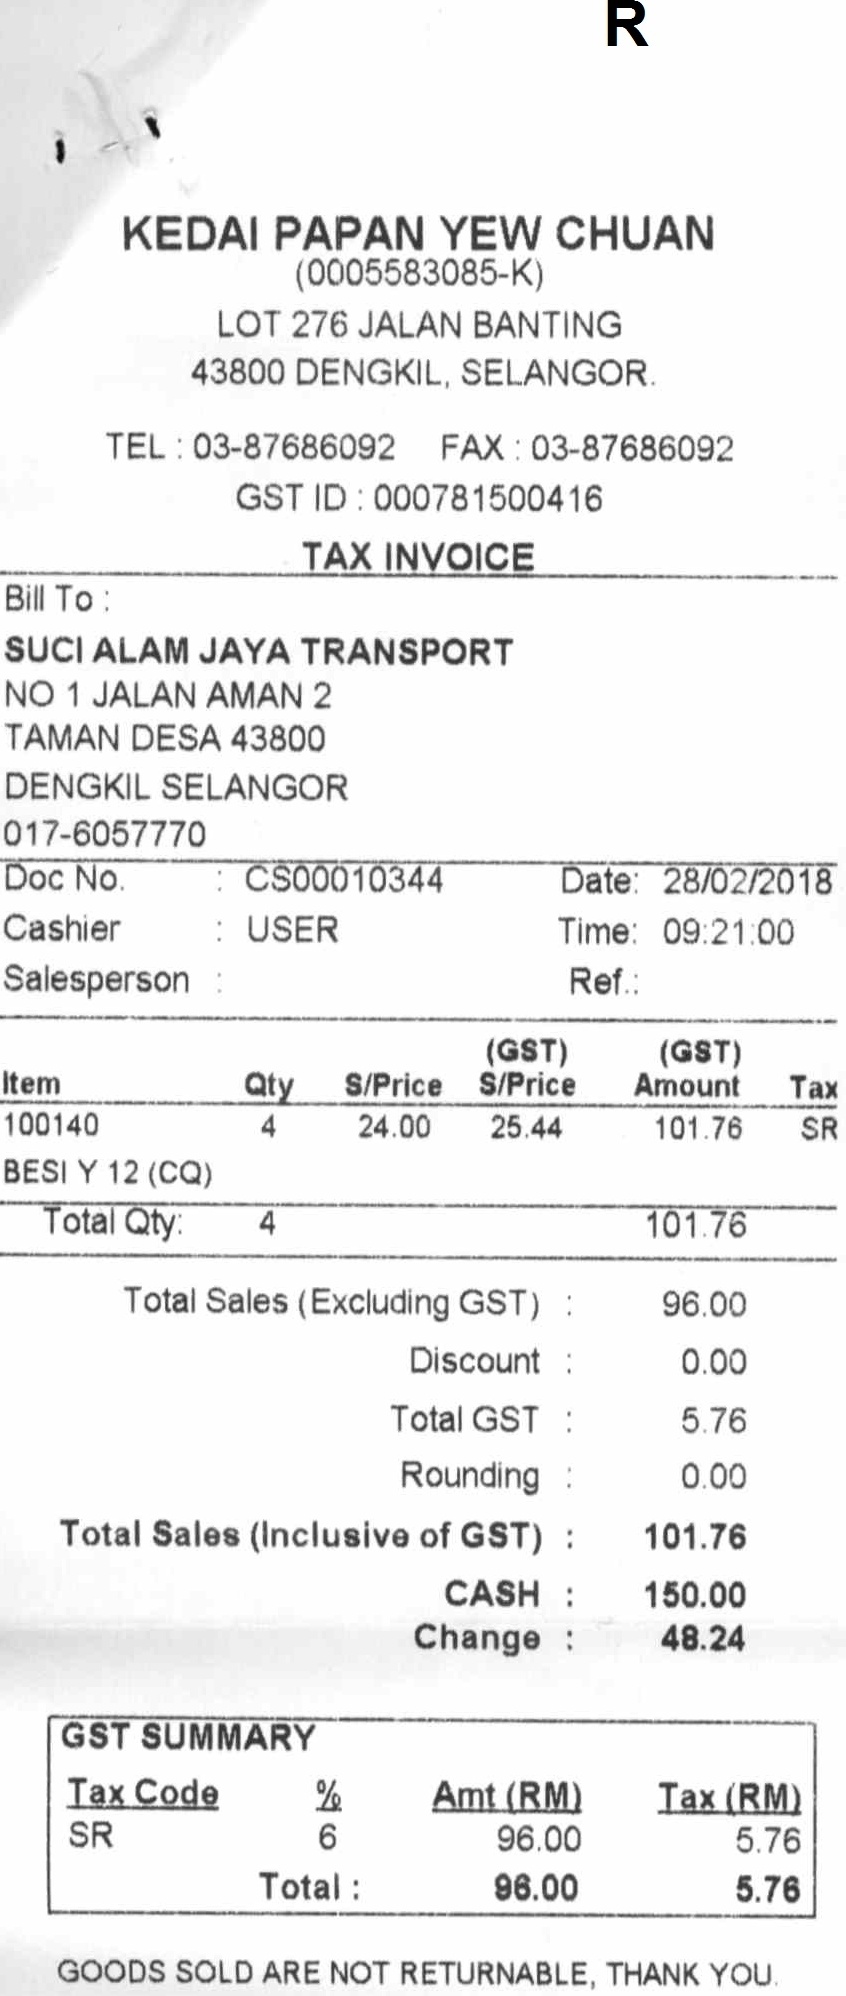 R
KEDAI PAPAN YEW CHUAN
(0005583085-K)
LOT 276 JALAN BANTING
43800 DENGKIL, SELANGOR.
TEL : 03-87686092 FAX : 03-87686092
GST ID : 000781500416
TAX INVOICE
Bill To :
SUCI ALAM JAYA TRANSPORT
NO 1 JALAN AMAN 2
TAMAN DESA 43800
DENGKIL SELANGOR
017-6057770
Doc No. : CS00010344 Date: 28/02/2018
Cashier : USER Time: 09:21:00
Salesperson : Ref.:
(GST) (GST)
Item Qty S/Price S/Price Amount Tax
100140 4 24.00 25.44 101.76 SR
BESI Y 12 (CQ)
Total Qty: 4 101.76
Total Sales (Excluding GST) : 96.00
Discount : 0.00
Total GST : 5.76
Rounding : 0.00
Total Sales (Inclusive of GST) : 101.76
CASH : 150.00
Change : 48.24
GST SUMMARY
Tax Code % Amt (RM) Tax (RM)
SR 6 96.00 5.76
Total : 96.00 5.76
GOODS SOLD ARE NOT RETURNABLE, THANK YOU.